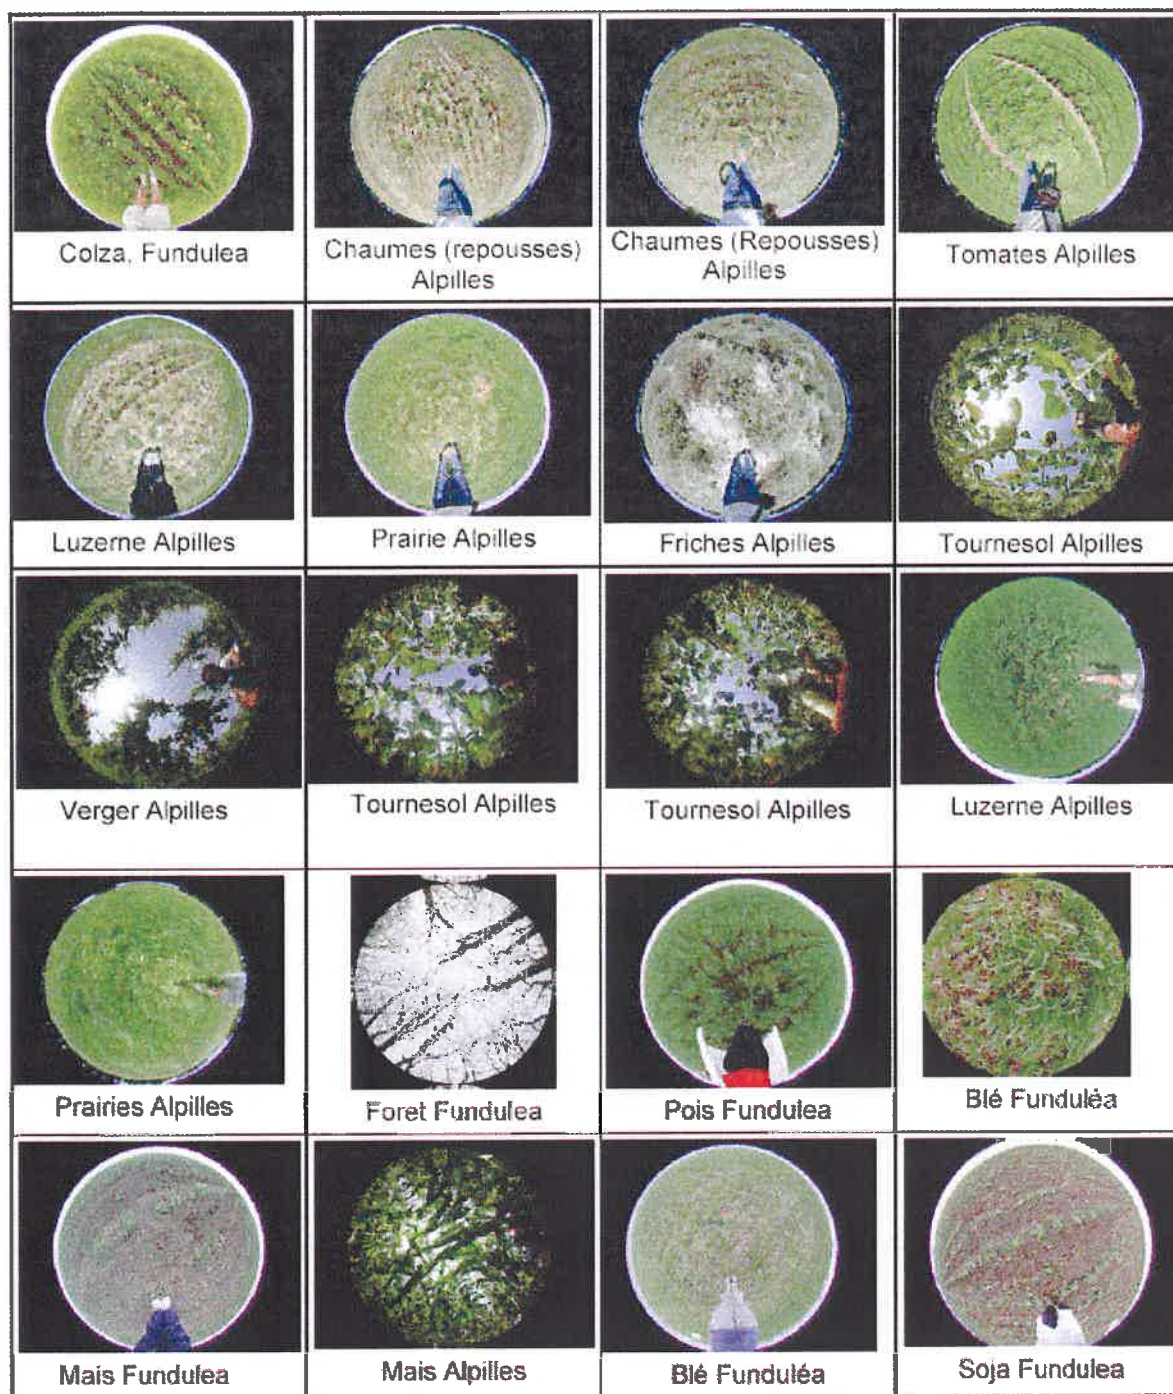 Colza, Fundulea
Chaumes (repousses)
Alpilles
Chaumes (Repousses)
Alpilles
Tomates Alpilles
Luzerne Alpilles
Prairie Alpilles
Friches Alpilles
Tournesol Alpilles
Verger Alpilles
Tournesol Alpilles
Tournesol Alpilles
Luzerne Alpilles
Prairies Alpilles
Foret Fundulea
Pois Fundulea
Blé Funduléa
Mais Fundulea
Mais Alpilles
Blé Funduléa
Soja Fundulea